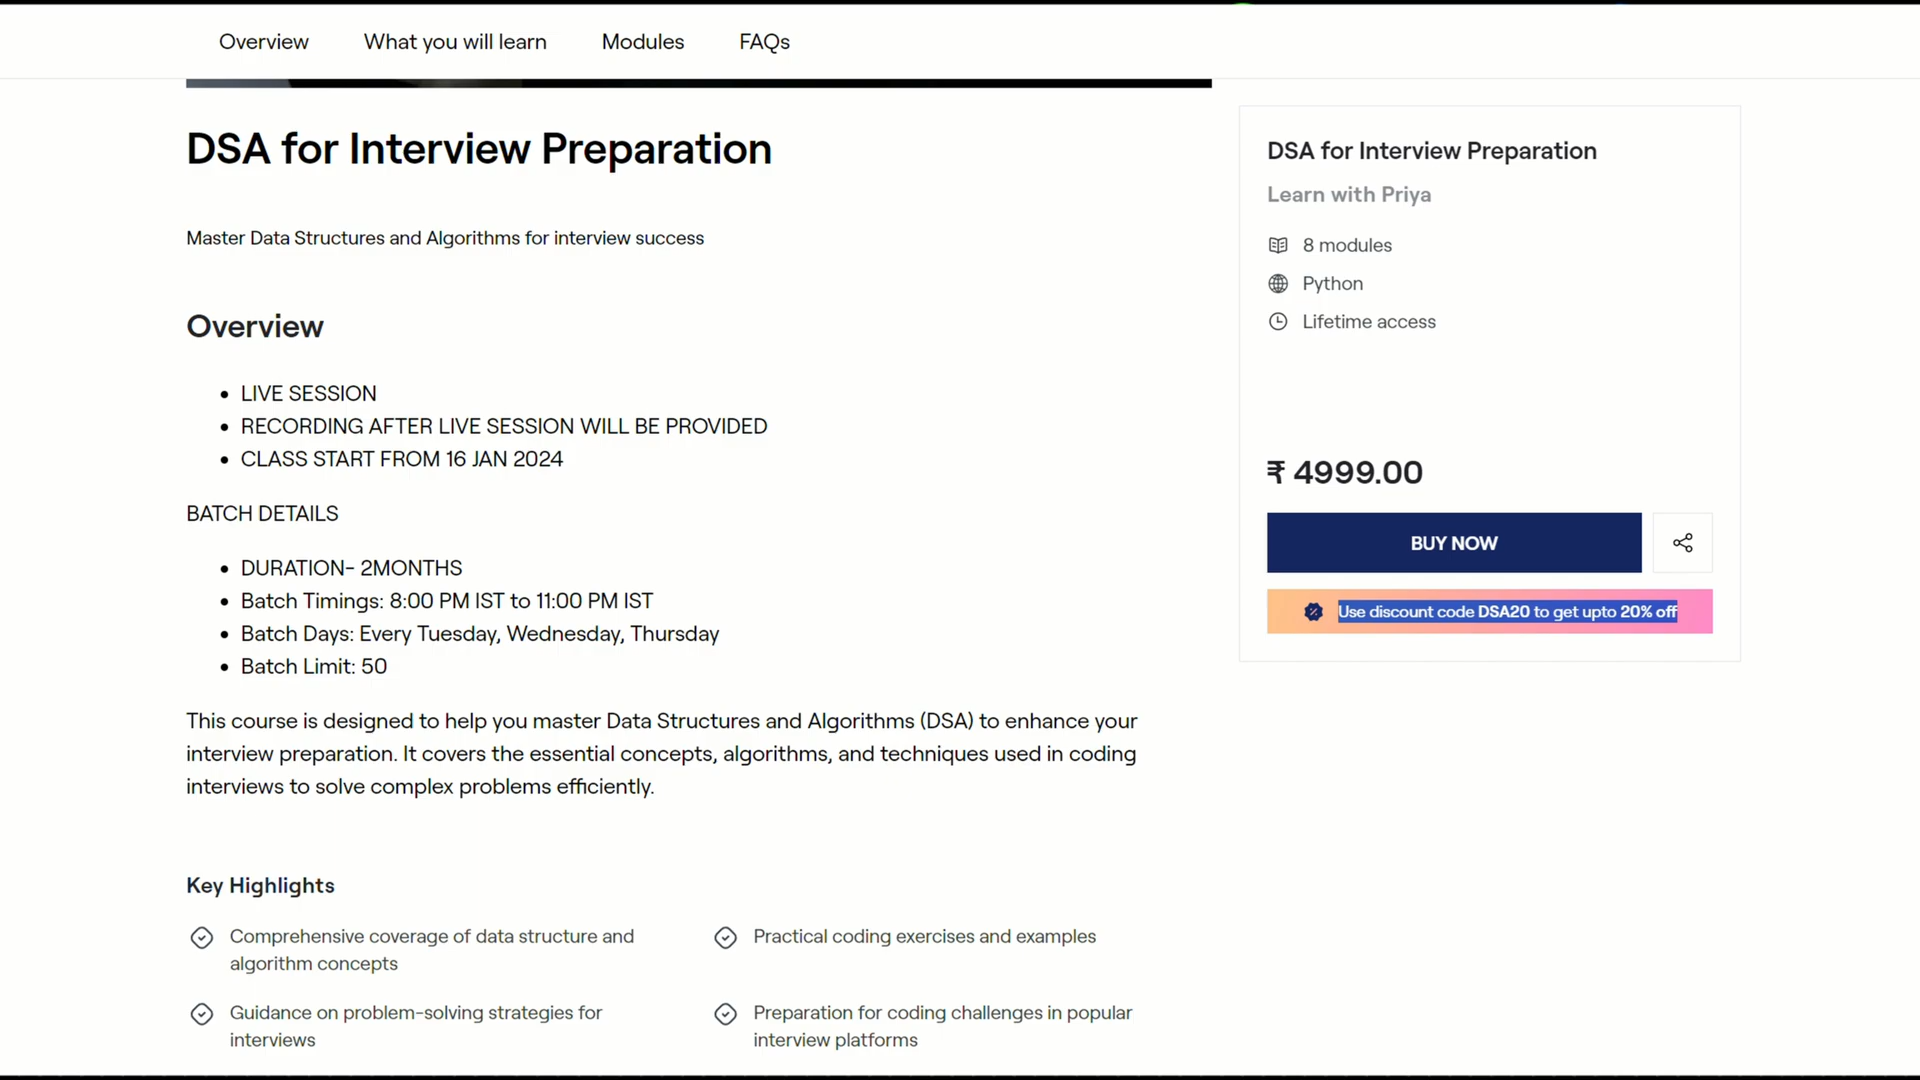 Overview
What you will learn
Modules
FAQs
DSA for Interview Preparation
Master Data Structures and Algorithms for interview success
Overview
LIVE SESSION
RECORDING AFTER LIVE SESSION WILL BE PROVIDED
CLASS START FROM 16 JAN 2024
BATCH DETAILS
DURATION- 2MONTHS
Batch Timings: 8:00 PM IST to 11:00 PM IST
Batch Days: Every Tuesday, Wednesday, Thursday
Batch Limit: 50
This course is designed to help you master Data Structures and Algorithms (DSA) to enhance your
interview preparation. It covers the essential concepts, algorithms, and techniques used in coding
interviews to solve complex problems efficiently.
Key Highlights
Comprehensive coverage of data structure and
algorithm concepts
Practical coding exercises and examples
Guidance on problem-solving strategies for
interviews
Preparation for coding challenges in popular
interview platforms
DSA for Interview Preparation
Learn with Priya
8 modules
Python
Lifetime access
₹ 4999.00
BUY NOW
Use discount code DSA20 to get upto 20% off